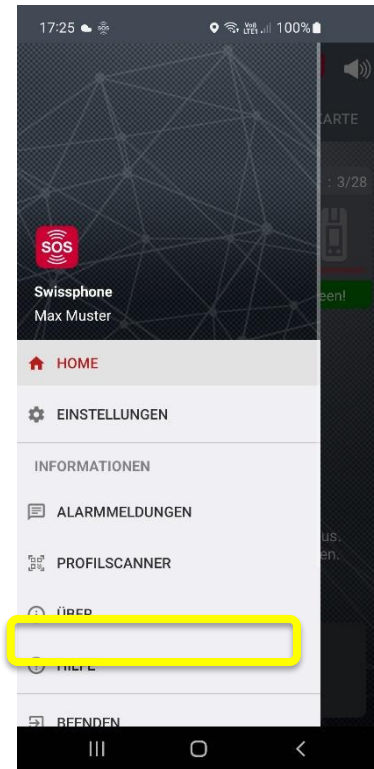 17:25 100%
KARTE
: 3/28
SOS
een!
Swissphone
Max Muster
HOME
EINSTELLUNGEN
INFORMATIONEN
ALARMMELDUNGEN
us.
en.
PROFILSCANNER
ÜBER
HILFE
BEENDEN